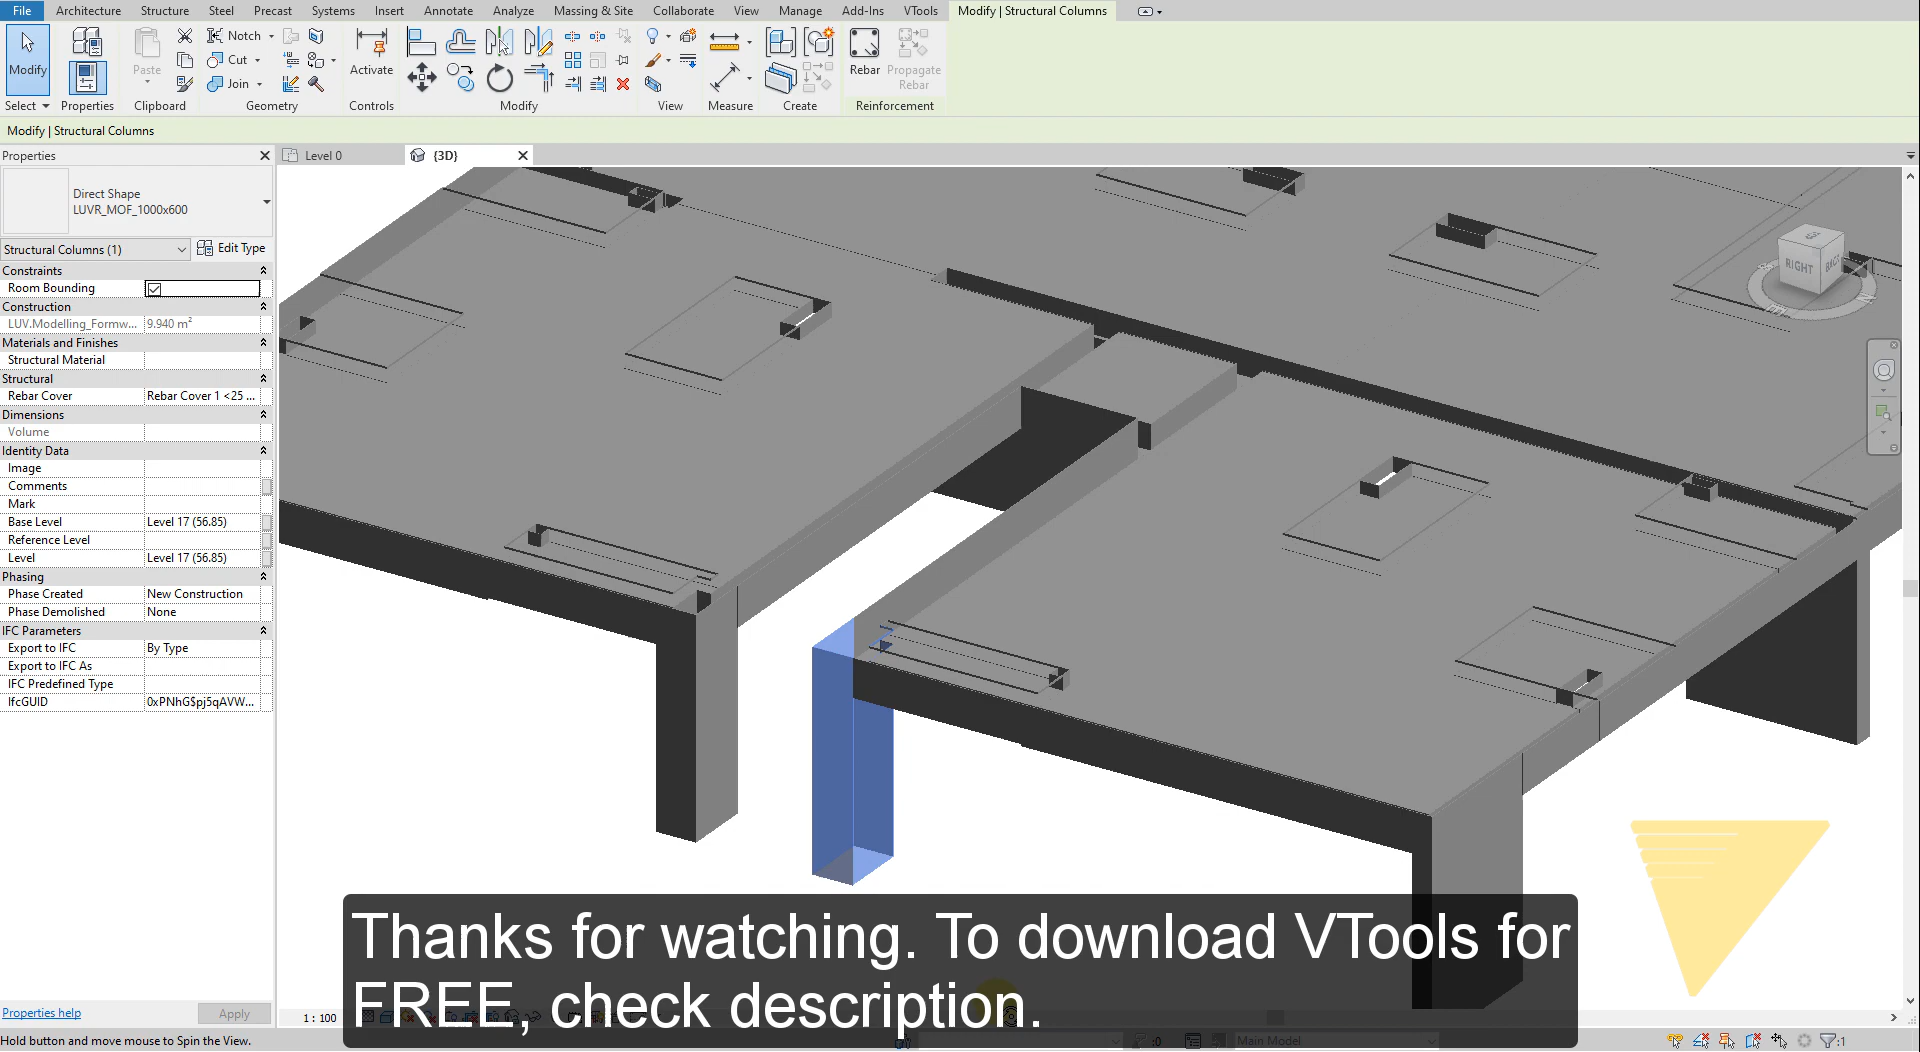 File Architecture Structure Steel Precast Systems Insert Annotate Analyze Massing & Site Collaborate View Manage Add-Ins VTools Modify | Structural Columns
Notch
Cut
Join
Modify
Paste
Activate
Rebar
Propagate
Rebar
Select Properties Clipboard Geometry Controls Modify View Measure Create Reinforcement
Modify | Structural Columns
Properties
Level 0
{3D}
Direct Shape
LUVR_MOF_1000x600
Structural Columns (1)
Edit Type
Constraints
Room Bounding
Construction
LUV.Modelling_Formw... 9.940 m²
Materials and Finishes
Structural Material
Structural
Rebar Cover Rebar Cover 1 <25 ...
Dimensions
Volume
Identity Data
Image
Comments
Mark
Base Level Level 17 (56.85)
Reference Level
Level Level 17 (56.85)
Phasing
Phase Created New Construction
Phase Demolished None
IFC Parameters
Export to IFC By Type
Export to IFC As
IFC Predefined Type
IfcGUID 0xPNhG$pj5qAVW...
RIGHT
Properties help
Apply
1 : 100
Thanks for watching. To download VTools for
FREE, check description.
Hold button and move mouse to Spin the View.
:0
Main Model
:1